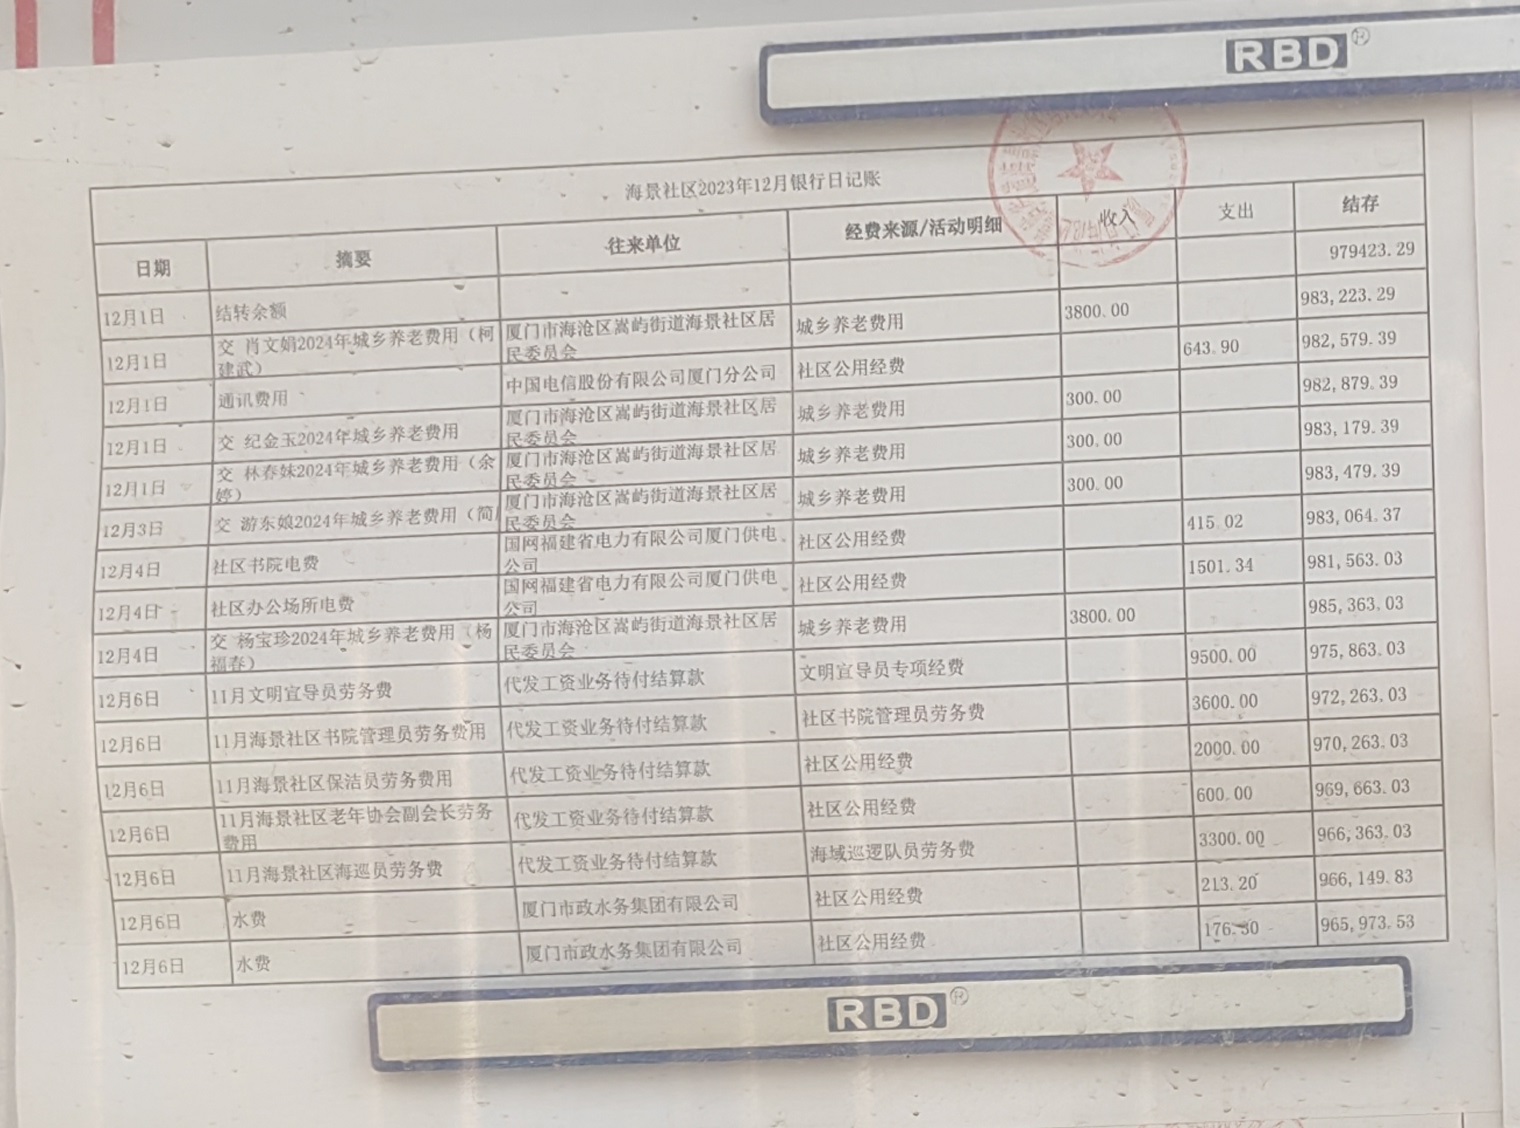 RBD®
海景社区2023年12月银行日记账
日期 摘要 往来单位 经费来源/活动明细 收入 支出 结存
12月1日 结转余额 979423.29
12月1日 交 肖文娟2024年城乡养老费用（柯建武） 厦门市海沧区嵩屿街道海景社区居民委员会 城乡养老费用 3800.00 983,223.29
12月1日 通讯费用 中国电信股份有限公司厦门分公司 社区公用经费 643.90 982,579.39
12月1日 交 纪金玉2024年城乡养老费用 厦门市海沧区嵩屿街道海景社区居民委员会 城乡养老费用 300.00 982,879.39
12月1日 交 林春妹2024年城乡养老费用（余婷） 厦门市海沧区嵩屿街道海景社区居民委员会 城乡养老费用 300.00 983,179.39
12月3日 交 游东娘2024年城乡养老费用（简 厦门市海沧区嵩屿街道海景社区居民委员会 城乡养老费用 300.00 983,479.39
12月4日 社区书院电费 国网福建省电力有限公司厦门供电公司 社区公用经费 415.02 983,064.37
12月4日 社区办公场所电费 国网福建省电力有限公司厦门供电公司 社区公用经费 1501.34 981,563.03
12月4日 交 杨宝珍2024年城乡养老费用（杨福春） 厦门市海沧区嵩屿街道海景社区居民委员会 城乡养老费用 3800.00 985,363.03
12月6日 11月文明宣导员劳务费 代发工资业务待付结算款 文明宣导员专项经费 9500.00 975,863.03
12月6日 11月海景社区书院管理员劳务费用 代发工资业务待付结算款 社区书院管理员劳务费 3600.00 972,263.03
12月6日 11月海景社区保洁员劳务费用 代发工资业务待付结算款 社区公用经费 2000.00 970,263.03
12月6日 11月海景社区老年协会副会长劳务费用 代发工资业务待付结算款 社区公用经费 600.00 969,663.03
12月6日 11月海景社区海巡员劳务费 代发工资业务待付结算款 海域巡逻队员劳务费 3300.00 966,363.03
12月6日 水费 厦门市政水务集团有限公司 社区公用经费 213.20 966,149.83
12月6日 水费 厦门市政水务集团有限公司 社区公用经费 176.30 965,973.53
RBD®